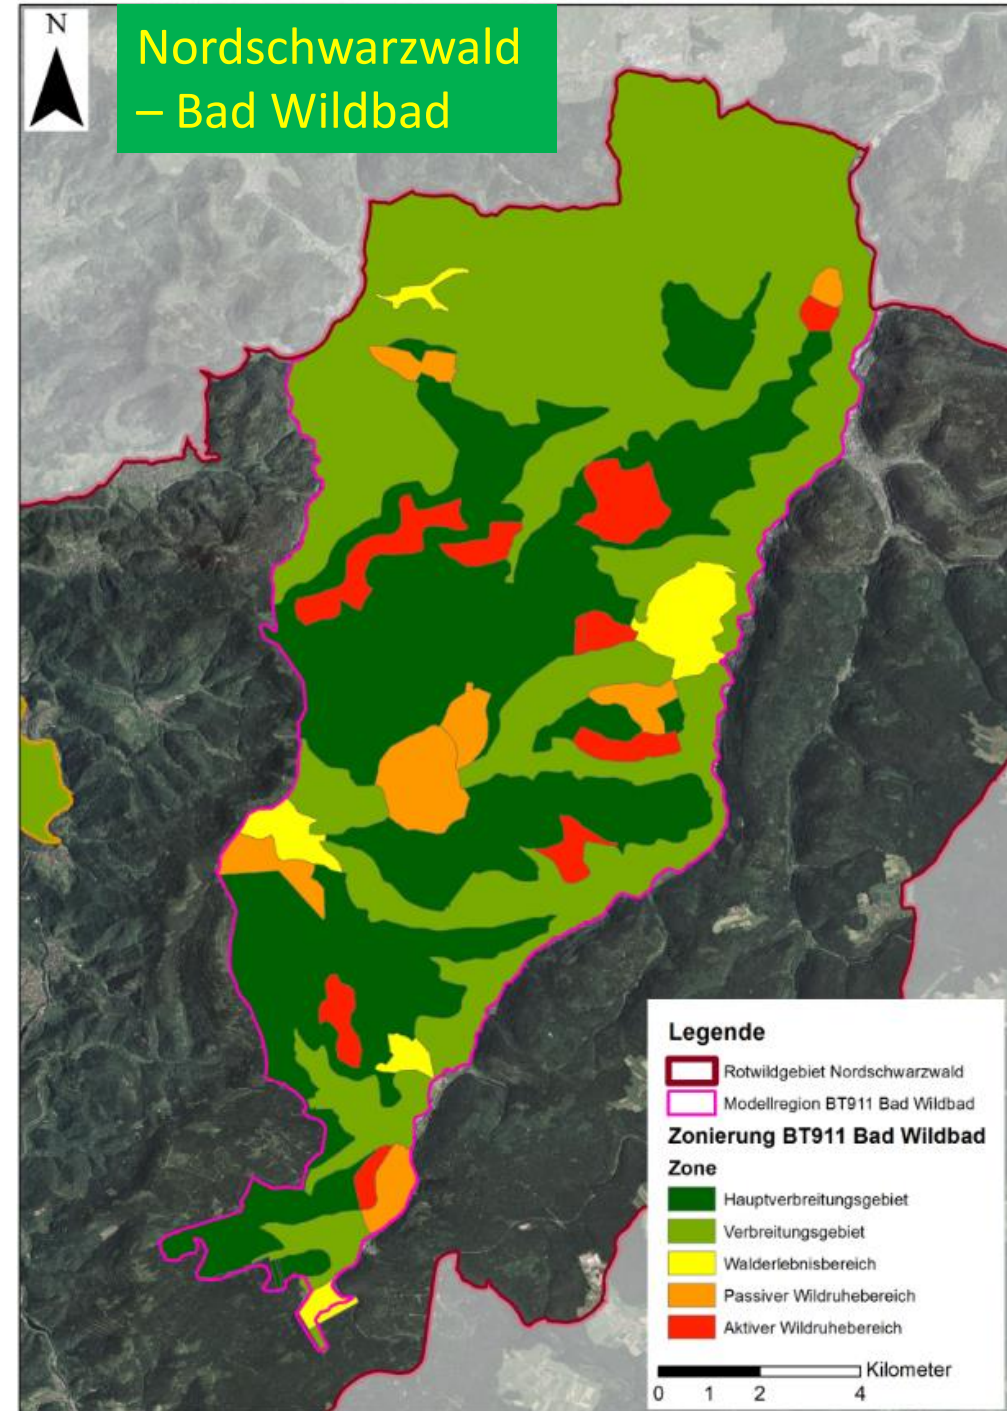 N
Nordschwarzwald
– Bad Wildbad
Legende
Rotwildgebiet Nordschwarzwald
Modellregion BT911 Bad Wildbad
Zonierung BT911 Bad Wildbad
Zone
Hauptverbreitungsgebiet
Verbreitungsgebiet
Walderlebnisbereich
Passiver Wildruhebereich
Aktiver Wildruhebereich
Kilometer
0 1 2 4